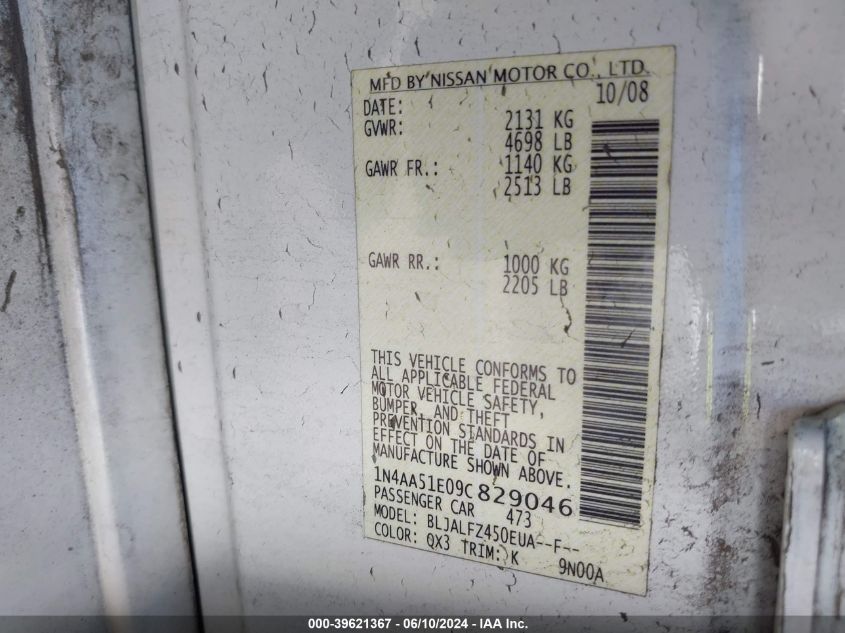 MFD BY NISSAN MOTOR CO., LTD.
DATE: 10/08
GVWR: 2131 KG
4698 LB
GAWR FR.: 1140 KG
2513 LB
GAWR RR.: 1000 KG
2205 LB
THIS VEHICLE CONFORMS TO
ALL APPLICABLE FEDERAL
MOTOR VEHICLE SAFETY,
BUMPER, AND THEFT
PREVENTION STANDARDS IN
EFFECT ON THE DATE OF
MANUFACTURE SHOWN ABOVE.
1N4AA51E09C829046
PASSENGER CAR 473
MODEL: BLJALFZ450EUA--F--
COLOR: QX3 TRIM: K 9N00A
000-39621367 - 06/10/2024 - IAA Inc.